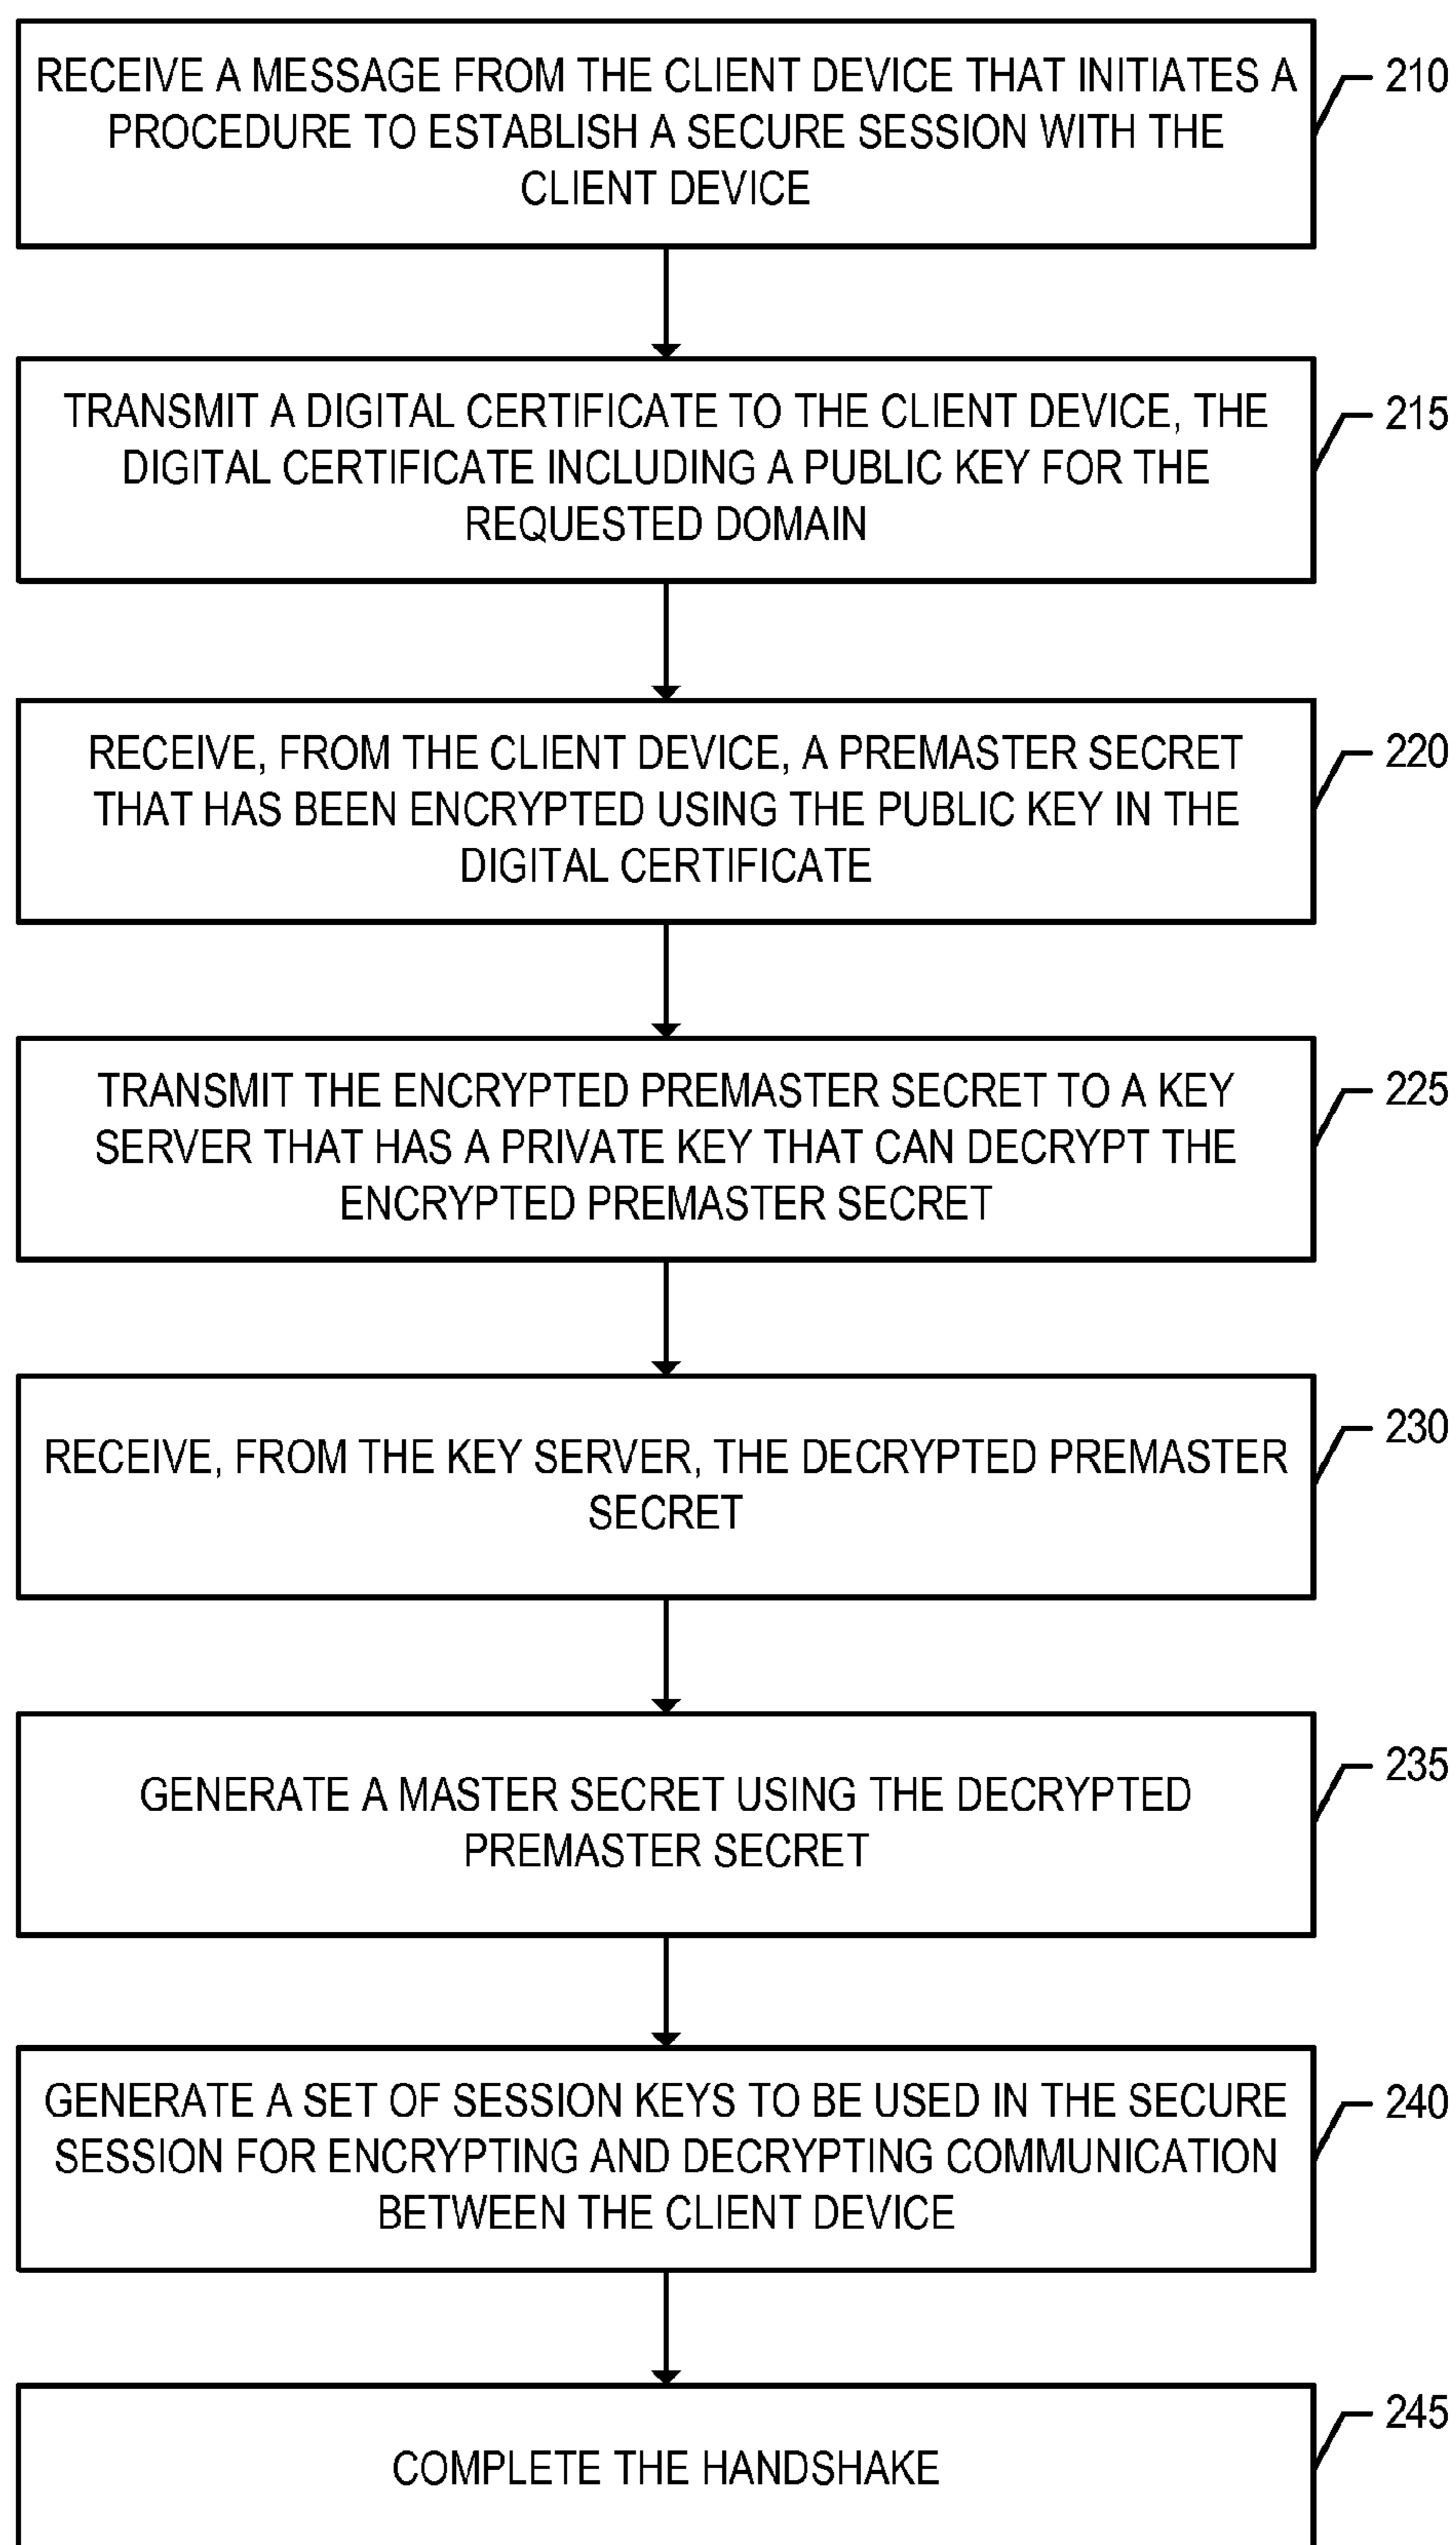 RECEIVE A MESSAGE FROM THE CLIENT DEVICE THAT INITIATES A
PROCEDURE TO ESTABLISH A SECURE SESSION WITH THE
CLIENT DEVICE
210
TRANSMIT A DIGITAL CERTIFICATE TO THE CLIENT DEVICE, THE
DIGITAL CERTIFICATE INCLUDING A PUBLIC KEY FOR THE
REQUESTED DOMAIN
215
RECEIVE, FROM THE CLIENT DEVICE, A PREMASTER SECRET
THAT HAS BEEN ENCRYPTED USING THE PUBLIC KEY IN THE
DIGITAL CERTIFICATE
220
TRANSMIT THE ENCRYPTED PREMASTER SECRET TO A KEY
SERVER THAT HAS A PRIVATE KEY THAT CAN DECRYPT THE
ENCRYPTED PREMASTER SECRET
225
RECEIVE, FROM THE KEY SERVER, THE DECRYPTED PREMASTER
SECRET
230
GENERATE A MASTER SECRET USING THE DECRYPTED
PREMASTER SECRET
235
GENERATE A SET OF SESSION KEYS TO BE USED IN THE SECURE
SESSION FOR ENCRYPTING AND DECRYPTING COMMUNICATION
BETWEEN THE CLIENT DEVICE
240
COMPLETE THE HANDSHAKE
245